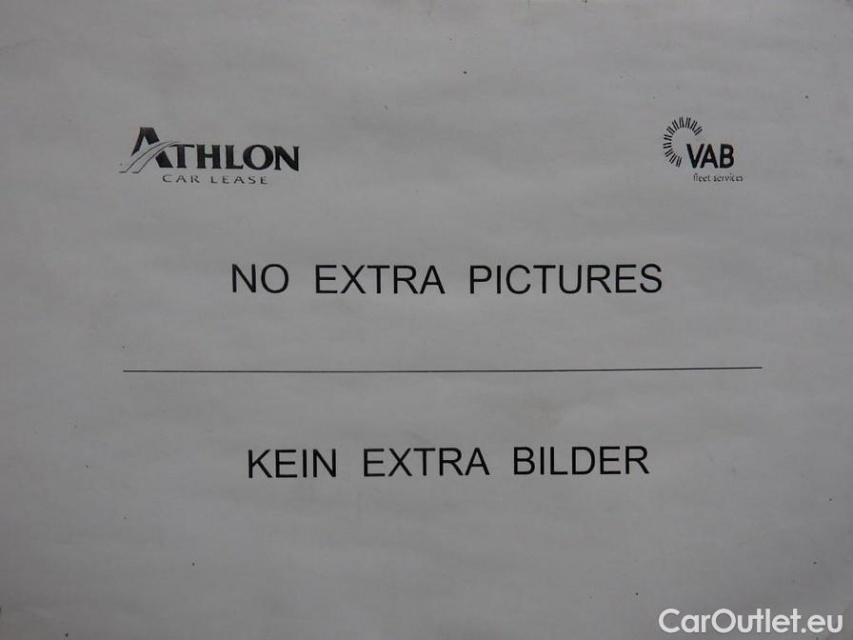 ATHLON
CAR LEASE
VAB
fleet services
NO EXTRA PICTURES
KEIN EXTRA BILDER
CarOutlet.eu